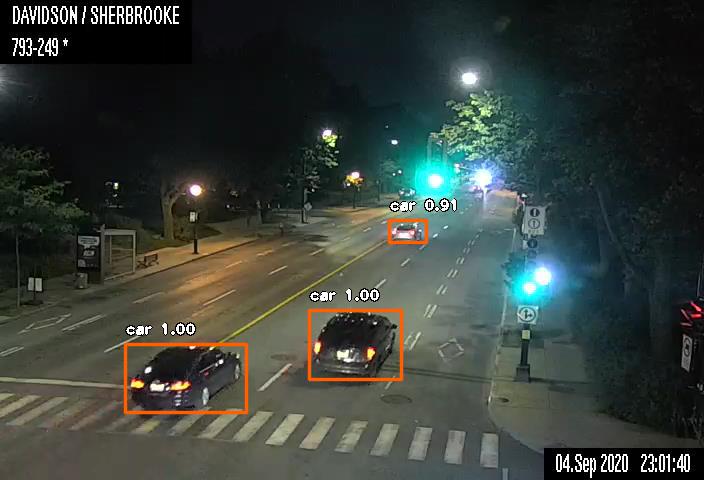 DAVIDSON / SHERBROOKE
793-249 *
car 0.91
car 1.00
car 1.00
04.Sep 2020 23:01:40